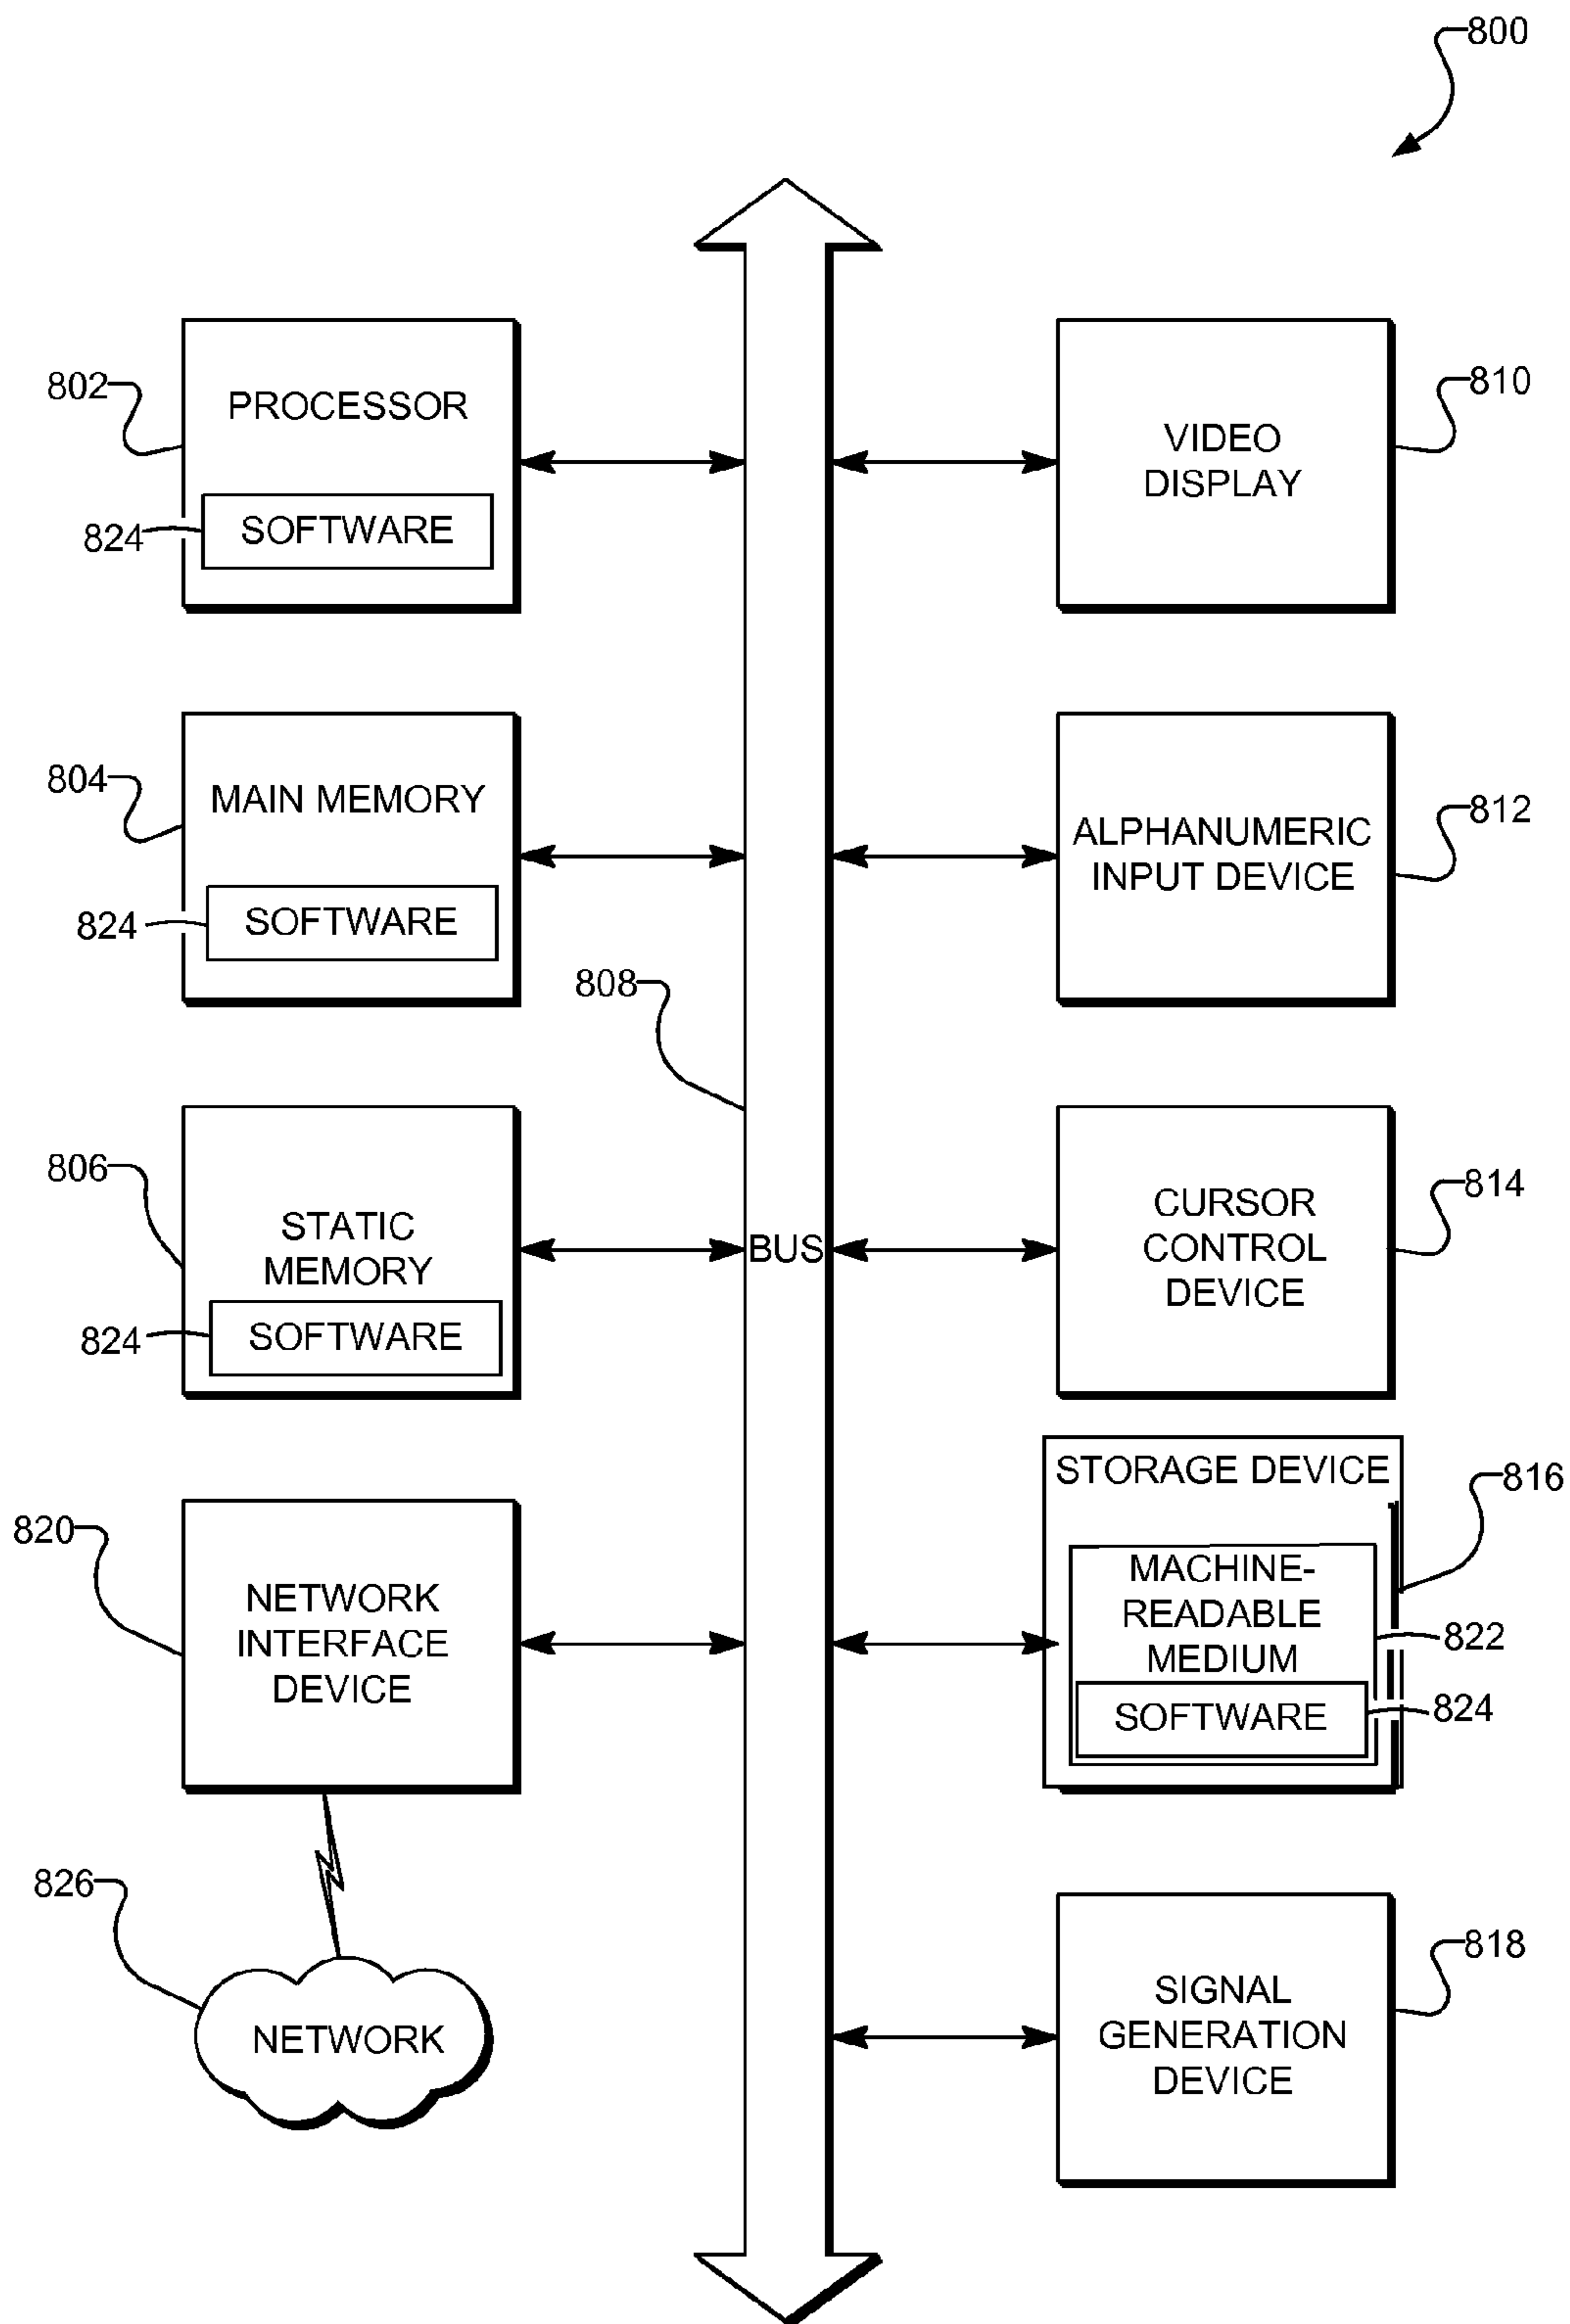 800
802
PROCESSOR
824
SOFTWARE
810
VIDEO
DISPLAY
804
MAIN MEMORY
824
SOFTWARE
812
ALPHANUMERIC
INPUT DEVICE
808
BUS
806
STATIC
MEMORY
824
SOFTWARE
814
CURSOR
CONTROL
DEVICE
820
NETWORK
INTERFACE
DEVICE
STORAGE DEVICE
816
MACHINE-
READABLE
MEDIUM
822
SOFTWARE
824
826
NETWORK
818
SIGNAL
GENERATION
DEVICE